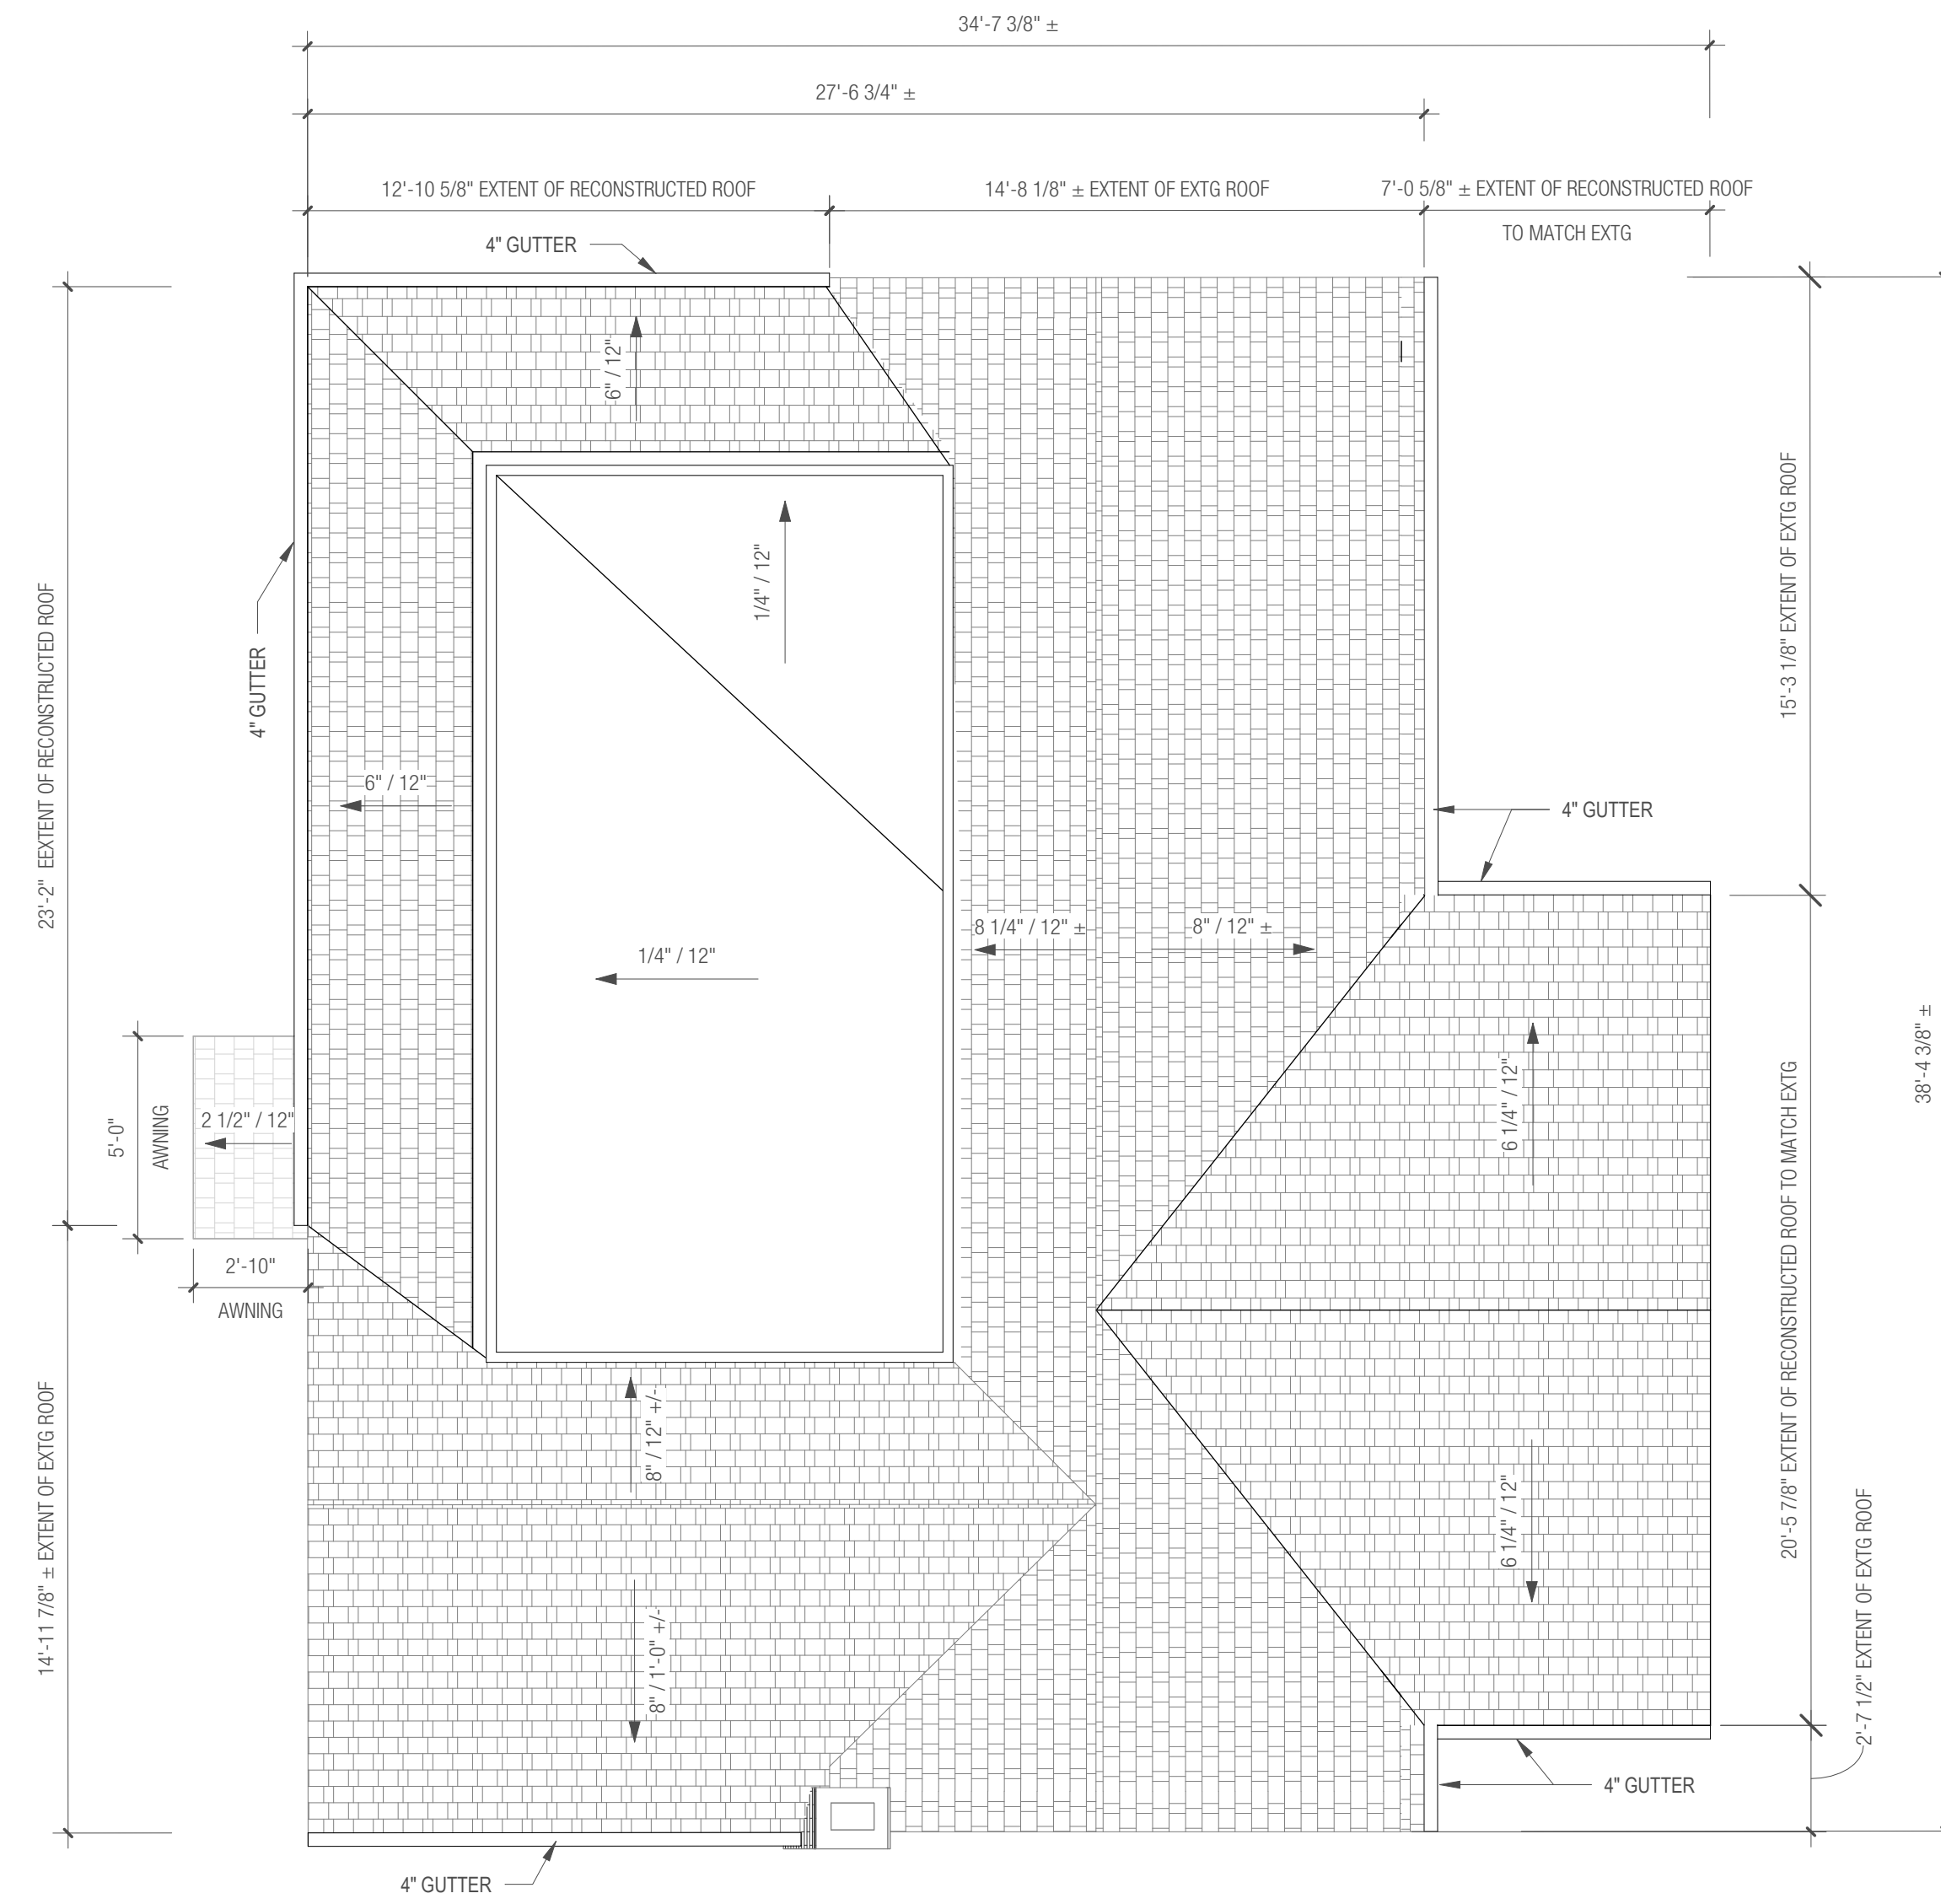 34'-7 3/8" ±
27'-6 3/4" ±
12'-10 5/8" EXTENT OF RECONSTRUCTED ROOF
14'-8 1/8" ± EXTENT OF EXTG ROOF
7'-0 5/8" ± EXTENT OF RECONSTRUCTED ROOF
TO MATCH EXTG
4" GUTTER
6" / 12"
1/4" / 12"
15'-3 1/8" EXTENT OF EXTG ROOF
23'-2" EEXTENT OF RECONSTRUCTED ROOF
4" GUTTER
6" / 12"
4" GUTTER
1/4" / 12"
8 1/4" / 12" ±
8" / 12" ±
38'-4 3/8" ±
5'-0"
AWNING
2 1/2" / 12"
6 1/4" / 12"
20'-5 7/8" EXTENT OF RECONSTRUCTED ROOF TO MATCH EXTG
2'-10"
AWNING
14'-11 7/8" ± EXTENT OF EXTG ROOF
8" / 12" +/-
6 1/4" / 12"
2'-7 1/2" EXTENT OF EXTG ROOF
8" / 1'-0" +/-
4" GUTTER
4" GUTTER